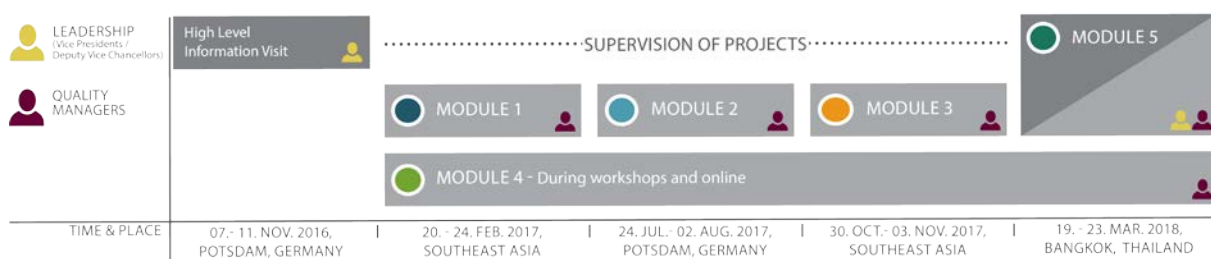 LEADERSHIP
(Vice Presidents /
Deputy Vice Chancellors)
High Level
Information Visit
SUPERVISION OF PROJECTS
MODULE 5
QUALITY
MANAGERS
MODULE 1
MODULE 2
MODULE 3
MODULE 4 - During workshops and online
TIME & PLACE
07.- 11. NOV. 2016,
POTSDAM, GERMANY
20. - 24. FEB. 2017,
SOUTHEAST ASIA
24. JUL.- 02. AUG. 2017,
POTSDAM, GERMANY
30. OCT.- 03. NOV. 2017,
SOUTHEAST ASIA
19. - 23. MAR. 2018,
BANGKOK, THAILAND